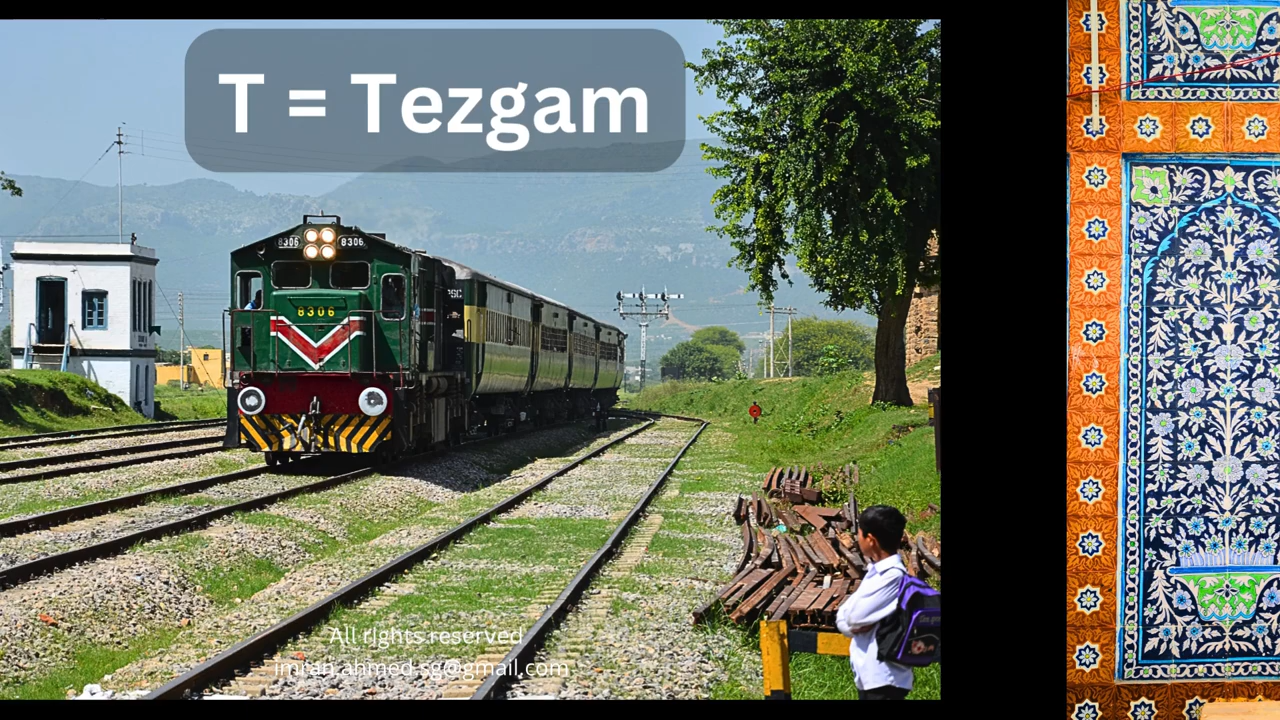 T = Tezgam
8306 8306
8306
All rights reserved
imran.ahmed.sg@gmail.com